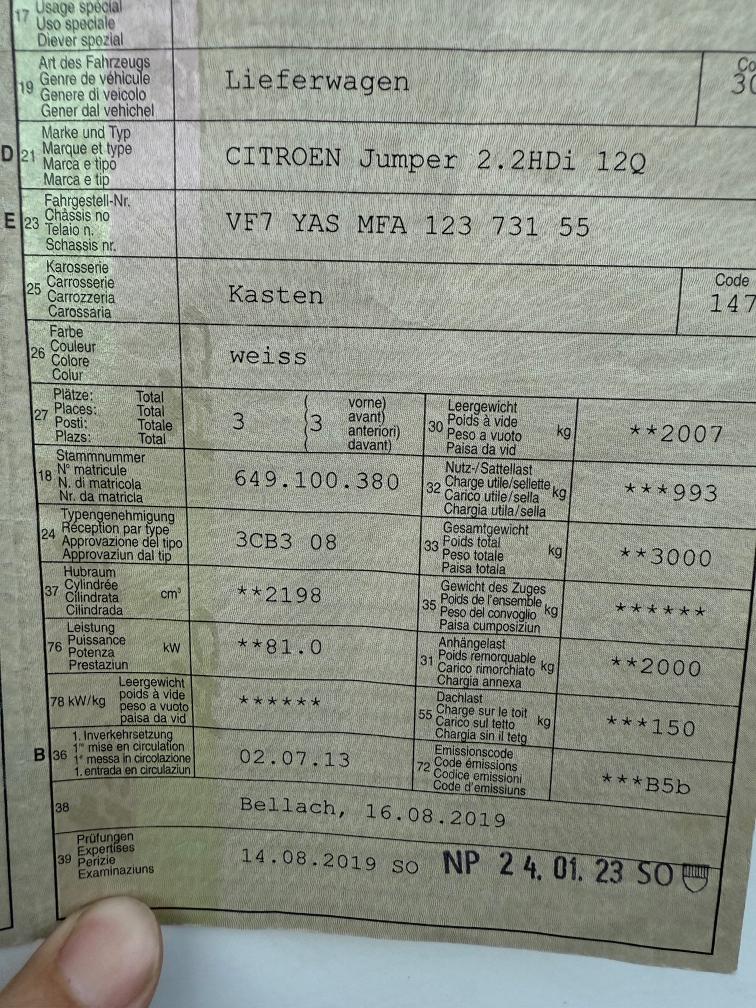 17 Usage spécial
Uso speciale
Diever spezial
19 Art des Fahrzeugs
Genre de véhicule
Genere di veicolo
Gener dal vehichel
Lieferwagen
D 21 Marke und Typ
Marque et type
Marca e tipo
Marca e tip
CITROEN Jumper 2.2HDi 12Q
E 23 Fahrgestell-Nr.
Châssis no
Telaio n.
Schassis nr.
VF7 YAS MFA 123 731 55
25 Karosserie
Carrosserie
Carrozzeria
Carossaria
Kasten
Code
147
26 Farbe
Couleur
Colore
Colur
weiss
27 Plätze: Total
Places: Total
Posti: Totale
Plazs: Total
3 (3 vorne)
avant)
anteriori)
davant)
30 Leergewicht
Poids à vide
Peso a vuoto
Paisa da vid
kg
**2007
18 Stammnummer
N° matricule
N. di matricola
Nr. da matricla
649.100.380
32 Nutz-/Sattellast
Charge utile/sellette
Carico utile/sella
Chargia utila/sella
kg
***993
24 Typengenehmigung
Réception par type
Approvazione del tipo
Approvaziun dal tip
3CB3 08
33 Gesamtgewicht
Poids total
Peso totale
Paisa totala
kg
**3000
37 Hubraum
Cylindrée
Cilindrata
Cilindrada
cm³
**2198
35 Gewicht des Zuges
Poids de l'ensemble
Peso del convoglio
Paisa cumposiziun
kg
******
76 Leistung
Puissance
Potenza
Prestaziun
kW
**81.0
31 Anhängelast
Poids remorquable
Carico rimorchiato
Chargia annexa
kg
**2000
78 kW/kg Leergewicht
poids à vide
peso a vuoto
paisa da vid
******
55 Dachlast
Charge sur le toit
Carico sul tetto
Chargia sin il tetg
kg
***150
B 36 1. Inverkehrsetzung
1re mise en circulation
1a messa in circolazione
1. entrada en circulaziun
02.07.13
72 Emissionscode
Code émissions
Codice emissioni
Code d'emissiuns
***B5b
38 Bellach, 16.08.2019
39 Prüfungen
Expertises
Perizie
Examinaziuns
14.08.2019 SO NP 24.01.23 SO